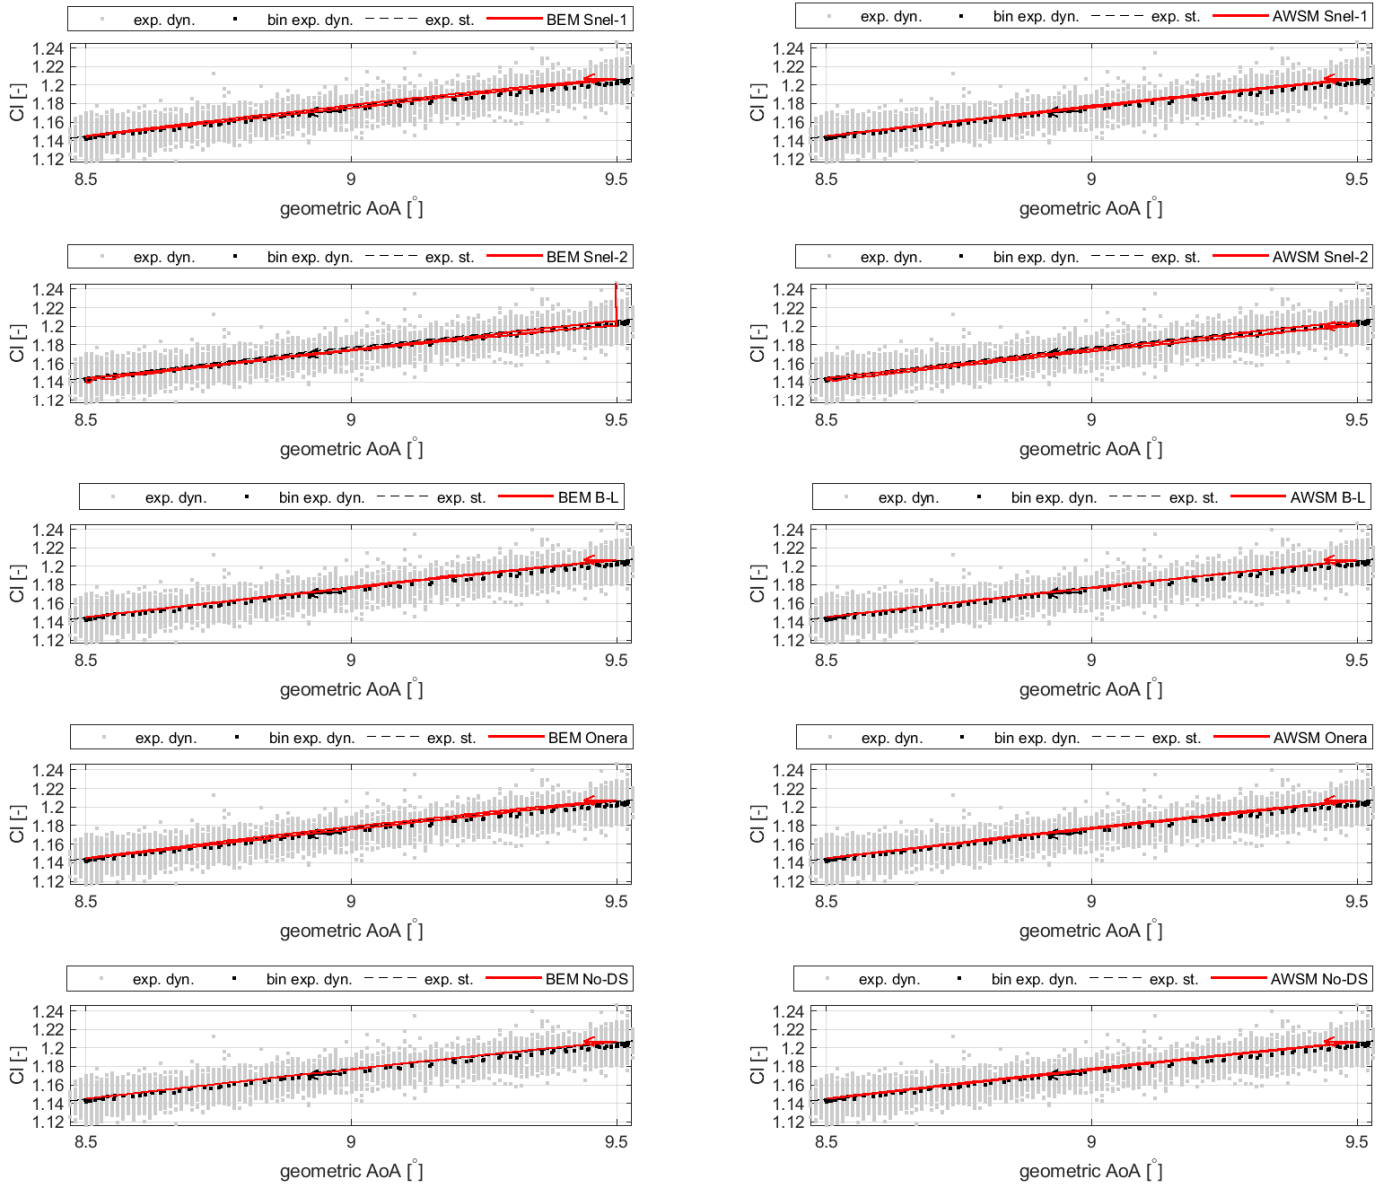 exp. dyn. bin exp. dyn. exp. st. BEM Snel-1
Cl [-]
1.24
1.22
1.2
1.18
1.16
1.14
1.12
8.5 9 9.5
geometric AoA [°]
exp. dyn. bin exp. dyn. exp. st. AWSM Snel-1
Cl [-]
1.24
1.22
1.2
1.18
1.16
1.14
1.12
8.5 9 9.5
geometric AoA [°]
exp. dyn. bin exp. dyn. exp. st. BEM Snel-2
Cl [-]
1.24
1.22
1.2
1.18
1.16
1.14
1.12
8.5 9 9.5
geometric AoA [°]
exp. dyn. bin exp. dyn. exp. st. AWSM Snel-2
Cl [-]
1.24
1.22
1.2
1.18
1.16
1.14
1.12
8.5 9 9.5
geometric AoA [°]
exp. dyn. bin exp. dyn. exp. st. BEM B-L
Cl [-]
1.24
1.22
1.2
1.18
1.16
1.14
1.12
8.5 9 9.5
geometric AoA [°]
exp. dyn. bin exp. dyn. exp. st. AWSM B-L
Cl [-]
1.24
1.22
1.2
1.18
1.16
1.14
1.12
8.5 9 9.5
geometric AoA [°]
exp. dyn. bin exp. dyn. exp. st. BEM Onera
Cl [-]
1.24
1.22
1.2
1.18
1.16
1.14
1.12
8.5 9 9.5
geometric AoA [°]
exp. dyn. bin exp. dyn. exp. st. AWSM Onera
Cl [-]
1.24
1.22
1.2
1.18
1.16
1.14
1.12
8.5 9 9.5
geometric AoA [°]
exp. dyn. bin exp. dyn. exp. st. BEM No-DS
Cl [-]
1.24
1.22
1.2
1.18
1.16
1.14
1.12
8.5 9 9.5
geometric AoA [°]
exp. dyn. bin exp. dyn. exp. st. AWSM No-DS
Cl [-]
1.24
1.22
1.2
1.18
1.16
1.14
1.12
8.5 9 9.5
geometric AoA [°]